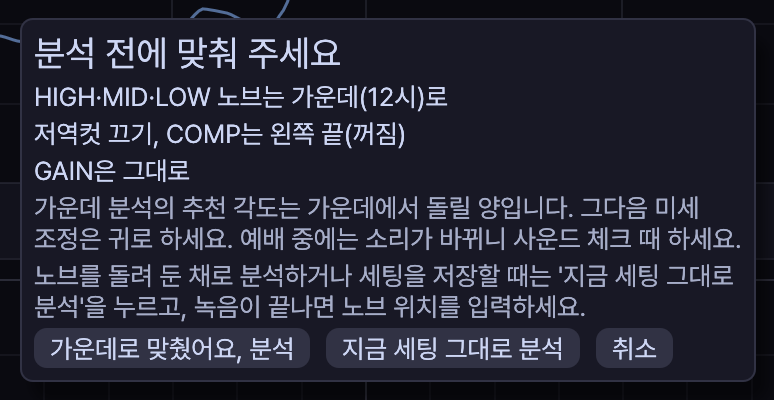 분석 전에 맞춰 주세요
HIGH·MID·LOW 노브는 가운데(12시)로
저역컷 끄기, COMP는 왼쪽 끝(꺼짐)
GAIN은 그대로
가운데 분석의 추천 각도는 가운데에서 돌릴 양입니다. 그다음 미세
조정은 귀로 하세요. 예배 중에는 소리가 바뀌니 사운드 체크 때 하세요.
노브를 돌려 둔 채로 분석하거나 세팅을 저장할 때는 '지금 세팅 그대로
분석'을 누르고, 녹음이 끝나면 노브 위치를 입력하세요.
가운데로 맞췄어요, 분석 지금 세팅 그대로 분석 취소